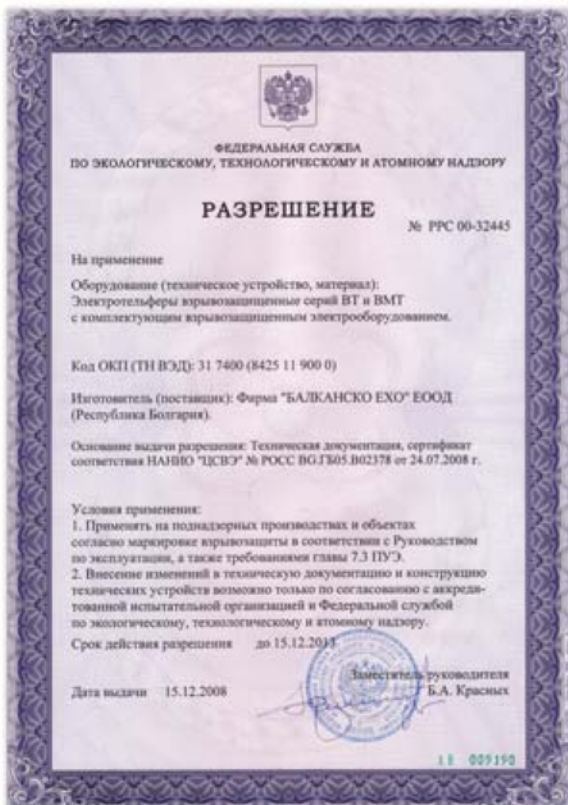 ФЕДЕРАЛЬНАЯ СЛУЖБА
ПО ЭКОЛОГИЧЕСКОМУ, ТЕХНОЛОГИЧЕСКОМУ И АТОМНОМУ НАДЗОРУ
РАЗРЕШЕНИЕ
№ РРС 00-32445
На применение
Оборудование (техническое устройство, материал):
Электротельферы взрывозащищенные серий ВТ и ВМТ
с комплектующим взрывозащищенным электрооборудованием.
Код ОКП (ТН ВЭД): 31 7400 (8425 11 900 0)
Изготовитель (поставщик): Фирма "БАЛКАНСКО ЕХО" ЕООД
(Республика Болгария).
Основание выдачи разрешения: Техническая документация, сертификат
соответствия НАНИО "ЦСВЭ" № РОСС BG.ГБ05.В02378 от 24.07.2008 г.
Условия применения:
1. Применять на поднадзорных производствах и объектах
согласно маркировке взрывозащиты в соответствии с Руководством
по эксплуатации, а также требованиями главы 7.3 ПУЭ.
2. Внесение изменений в техническую документацию и конструкцию
технических устройств возможно только по согласованию с аккреди-
тованной испытательной организацией и Федеральной службой
по экологическому, технологическому и атомному надзору.
Срок действия разрешения до 15.12.2013
Заместитель руководителя
Дата выдачи 15.12.2008 Б.А. Красных
009190